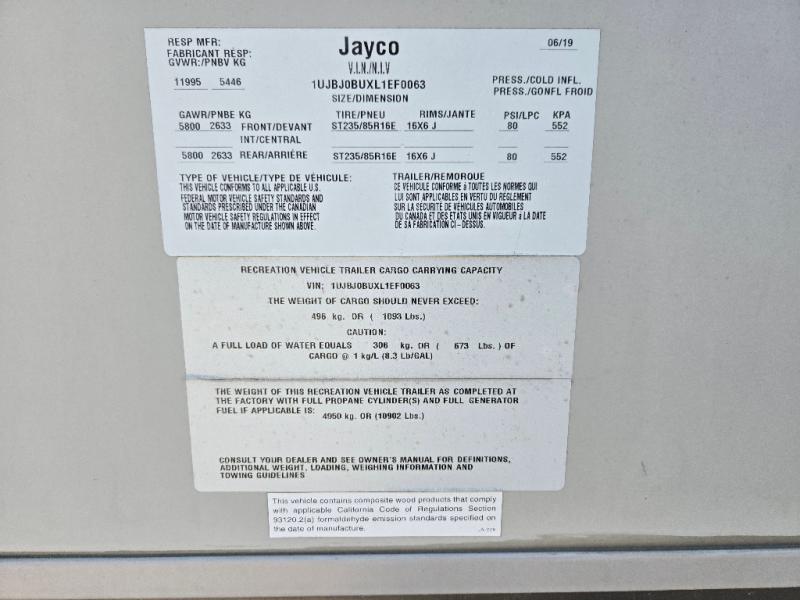 RESP MFR:
FABRICANT RESP:
GVWR:/PNBV KG
Jayco
06/19
V.I.N./N.I.V
11995 5446
1UJBJ0BUXL1EF0063
PRESS./COLD INFL.
PRESS./GONFL FROID
SIZE/DIMENSION
GAWR/PNBE KG TIRE/PNEU RIMS/JANTE PSI/LPC KPA
5800 2633 FRONT/DEVANT ST235/85R16E 16X6 J 80 552
INT/CENTRAL
5800 2633 REAR/ARRIÈRE ST235/85R16E 16X6 J 80 552
TYPE OF VEHICLE/TYPE DE VÉHICULE: TRAILER/REMORQUE
THIS VEHICLE CONFORMS TO ALL APPLICABLE U.S.
FEDERAL MOTOR VEHICLE SAFETY STANDARDS AND
STANDARDS PRESCRIBED UNDER THE CANADIAN
MOTOR VEHICLE SAFETY REGULATIONS IN EFFECT
ON THE DATE OF MANUFACTURE SHOWN ABOVE.
CE VEHICULE CONFORME à TOUTES LES NORMES QUI
LUI SONT APPLICABLES EN VERTU DU REGLEMENT
SUR LA SECURITE DE VEHICULES AUTOMOBILES
DU CANADA ET DES ETATS UNIS EN VIGUEUR à LA DATE
DE SA FABRICATION CI-DESSUS.
RECREATION VEHICLE TRAILER CARGO CARRYING CAPACITY
VIN: 1UJBJ0BUXL1EF0063
THE WEIGHT OF CARGO SHOULD NEVER EXCEED:
496 kg. OR ( 1093 Lbs.)
CAUTION:
A FULL LOAD OF WATER EQUALS 306 kg. OR ( 673 Lbs. ) OF
CARGO @ 1 kg/L (8.3 Lb/GAL)
THE WEIGHT OF THIS RECREATION VEHICLE TRAILER AS COMPLETED AT
THE FACTORY WITH FULL PROPANE CYLINDER(S) AND FULL GENERATOR
FUEL IF APPLICABLE IS: 4950 kg. OR (10902 Lbs.)
CONSULT YOUR DEALER AND SEE OWNER'S MANUAL FOR DEFINITIONS,
ADDITIONAL WEIGHT, LOADING, WEIGHING INFORMATION AND
TOWING GUIDELINES
This vehicle contains composite wood products that comply
with applicable California Code of Regulations Section
93120.2(a) formaldehyde emission standards specified on
the date of manufacture.